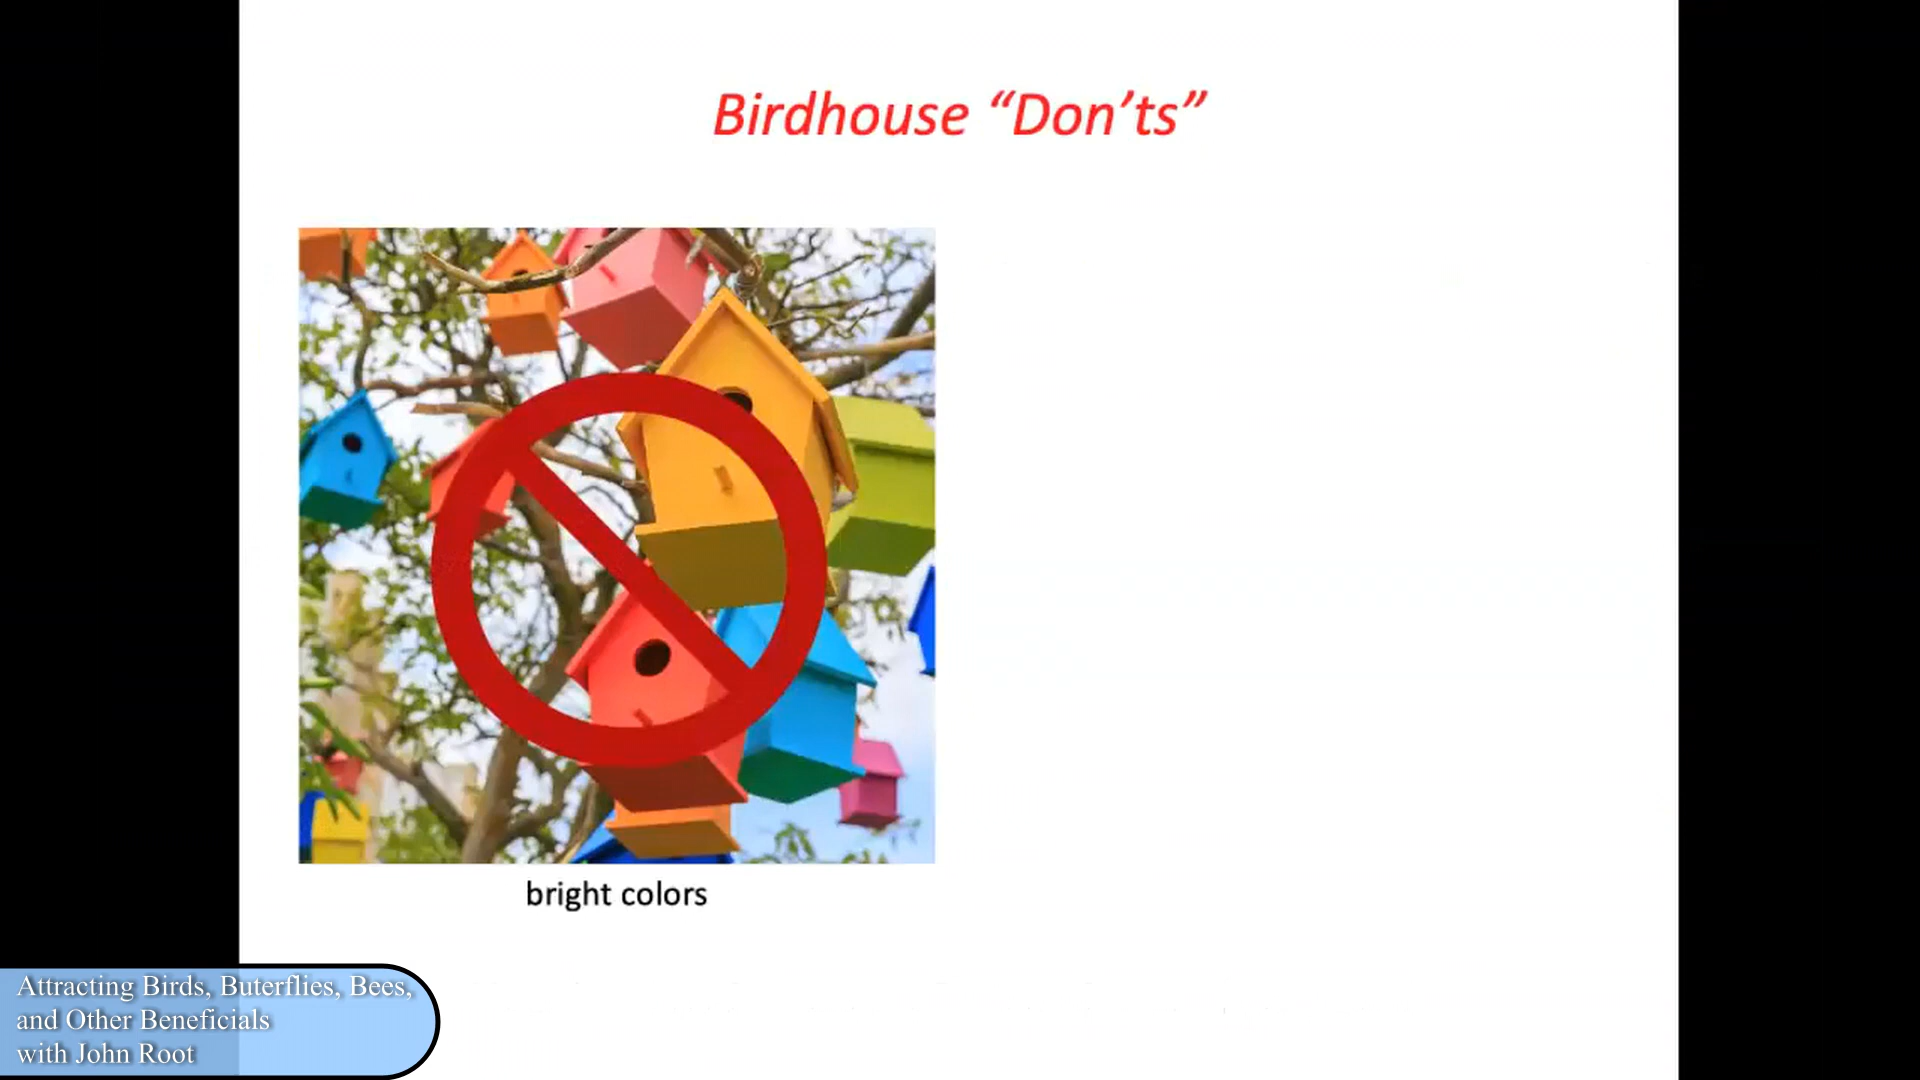 Birdhouse “Don’ts”
bright colors
Attracting Birds, Buterflies, Bees,
and Other Beneficials
with John Root